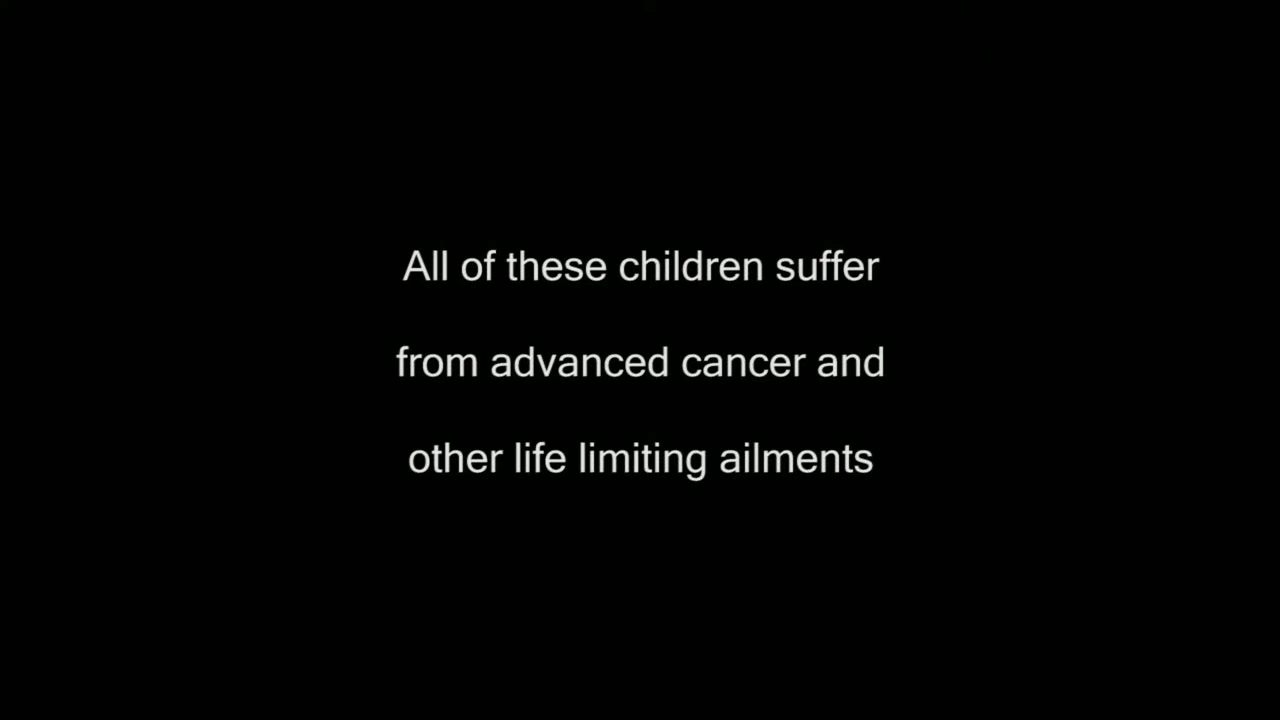 All of these children suffer
from advanced cancer and
other life limiting ailments